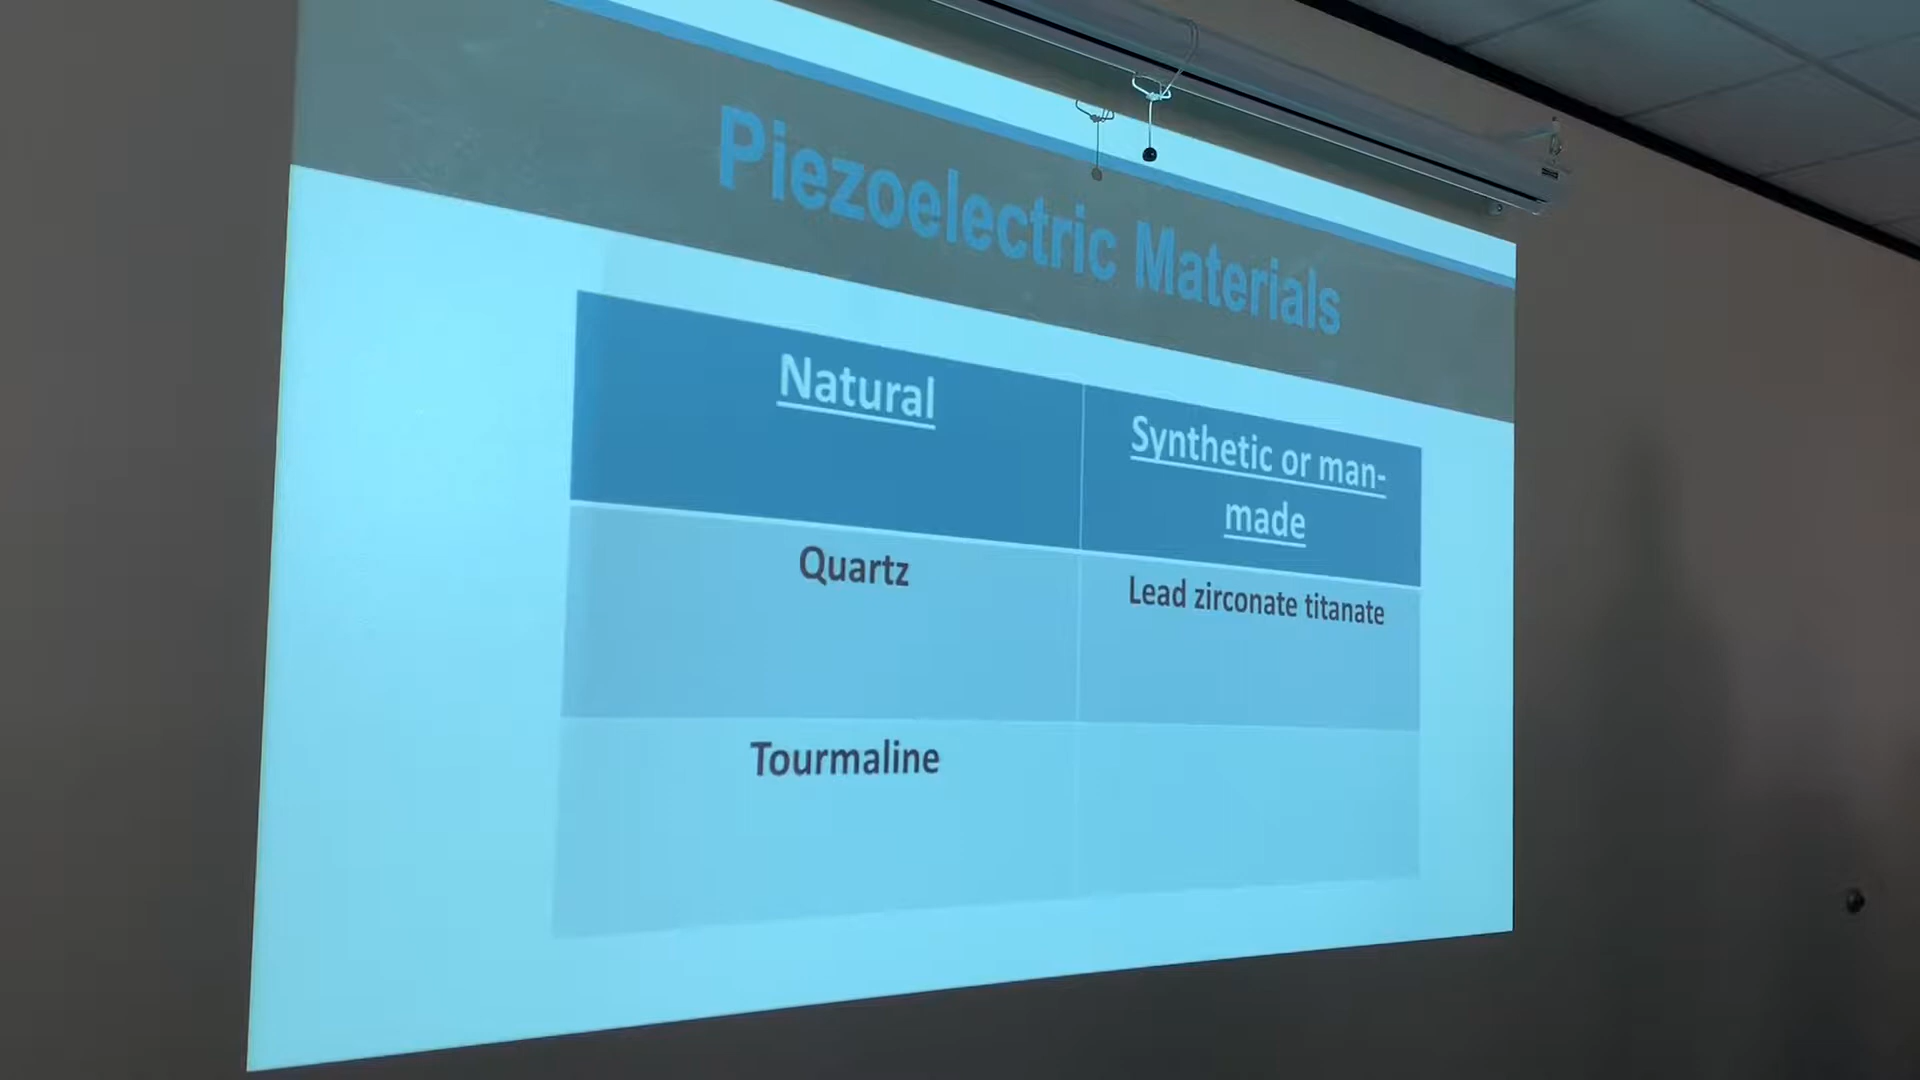 Piezoelectric Materials
Natural
Synthetic or man-
made
Quartz
Lead zirconate titanate
Tourmaline